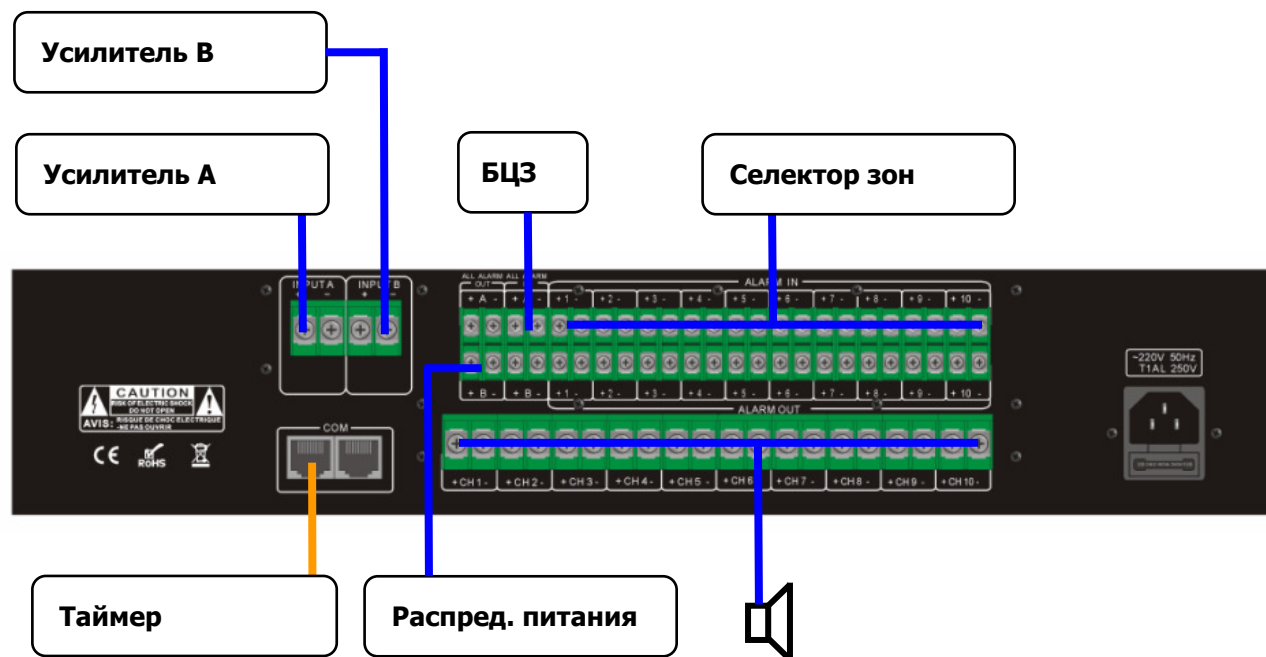 Усилитель В
Усилитель А
БЦЗ
Селектор зон
INPUT A
+ -
INPUT B
+ -
ALL ALARM OUT
ALL ALARM
ALARM IN
+ A - + 1 - + 2 - + 3 - + 4 - + 5 - + 6 - + 7 - + 8 - + 9 - + 10 -
+ B - + B - + 1 - + 2 - + 3 - + 4 - + 5 - + 6 - + 7 - + 8 - + 9 - + 10 -
ALARM OUT
~220V 50Hz
T1AL 250V
CAUTION
RISK OF ELECTRIC SHOCK
DO NOT OPEN
AVIS: RISQUE DE CHOC ELECTRIQUE
-NE PAS OUVRIR
CE RoHS
COM
+ CH 1 - + CH 2 - + CH 3 - + CH 4 - + CH 5 - + CH 6 + CH 7 - + CH 8 - + CH 9 - + CH 10 -
Таймер
Распред. питания